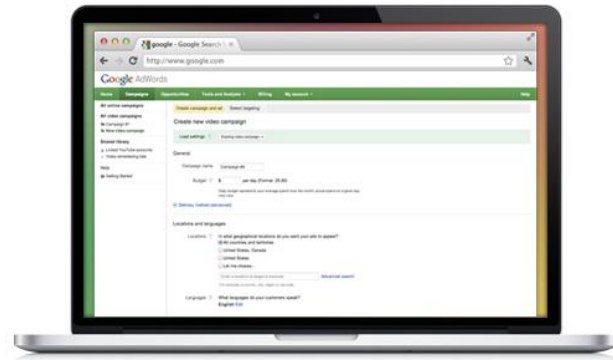 google - Google Search
http://www.google.com
Google AdWords
Home Campaigns Opportunities Tools and Analysis Billing My account Help
All online campaigns
All video campaigns
Campaign #1
New video campaign
Shared library
Linked YouTube accounts
Video remarketing lists
Help
Getting Started
Create campaign and ad Select targeting
Create new video campaign
Load settings ? Existing video campaign
General
Campaign name Campaign #4
Budget ? $ per day (Format: 25.00)
Delivery method (advanced)
Locations and languages
Locations ? In what geographical locations do you want your ads to appear?
All countries and territories
United States, Canada
United States
Let me choose...
Advanced search
Languages ? What languages do your customers speak?
English Edit